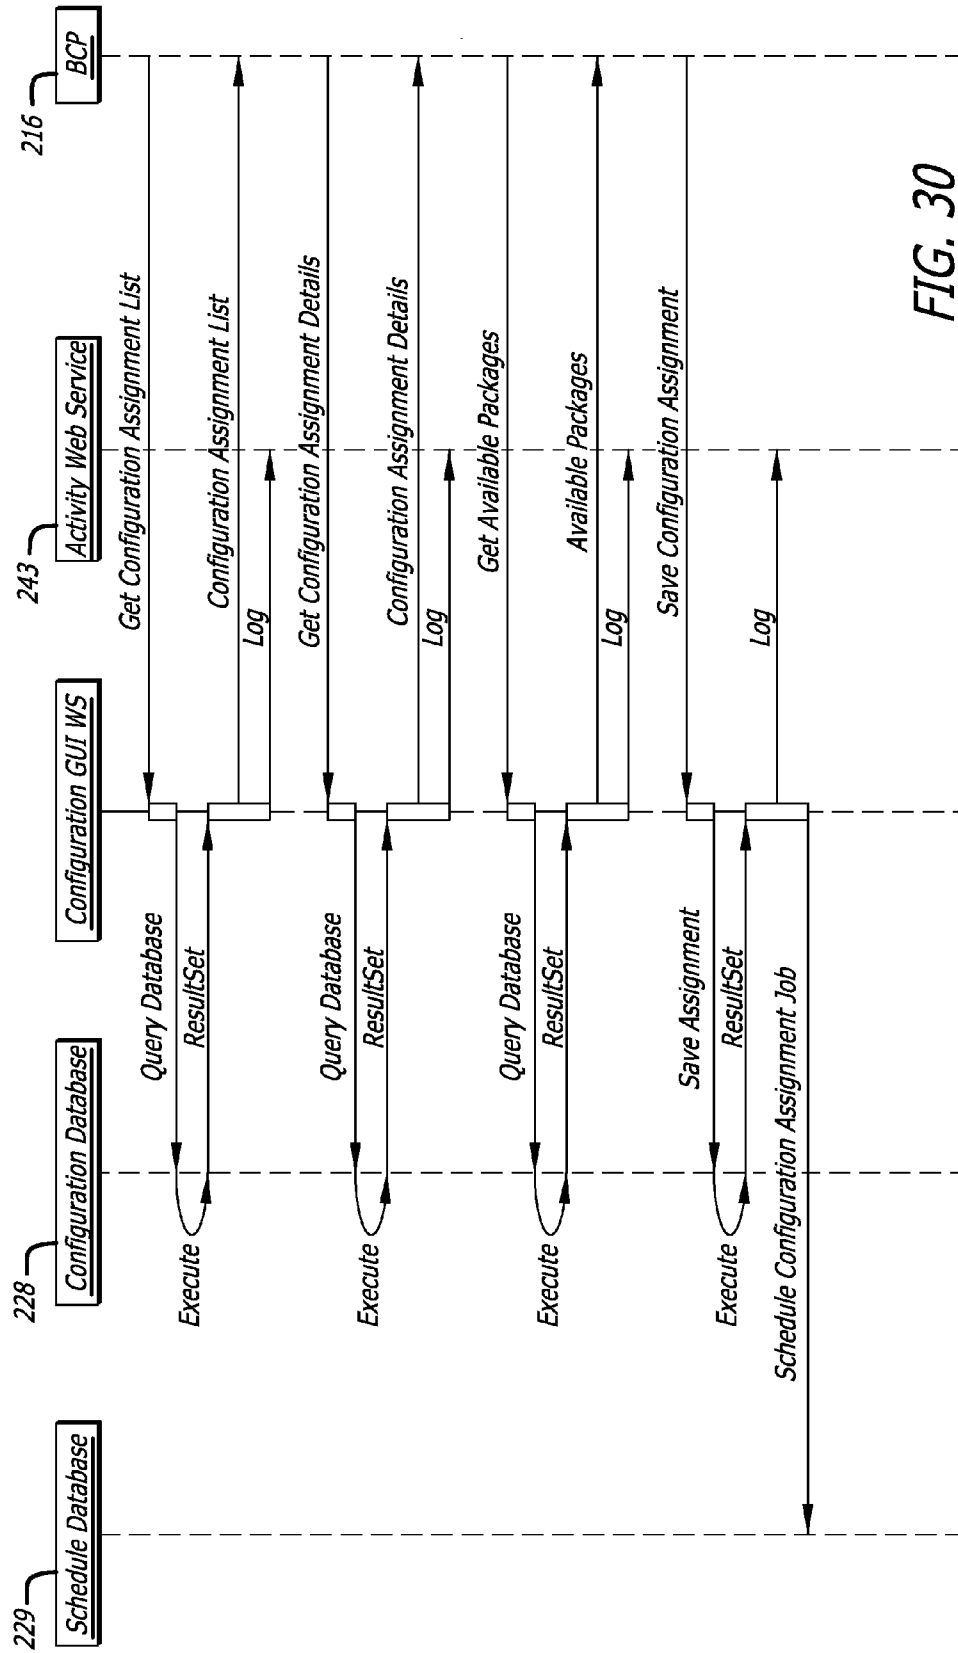 229
228
243
216
Schedule Database
Configuration Database
Configuration GUI WS
Activity Web Service
BCP
Get Configuration Assignment List
Query Database
Execute
ResultSet
Configuration Assignment List
Log
Get Configuration Assignment Details
Query Database
Execute
ResultSet
Configuration Assignment Details
Log
Get Available Packages
Query Database
Execute
ResultSet
Available Packages
Log
Save Configuration Assignment
Save Assignment
Execute
ResultSet
Log
Schedule Configuration Assignment Job
FIG. 30